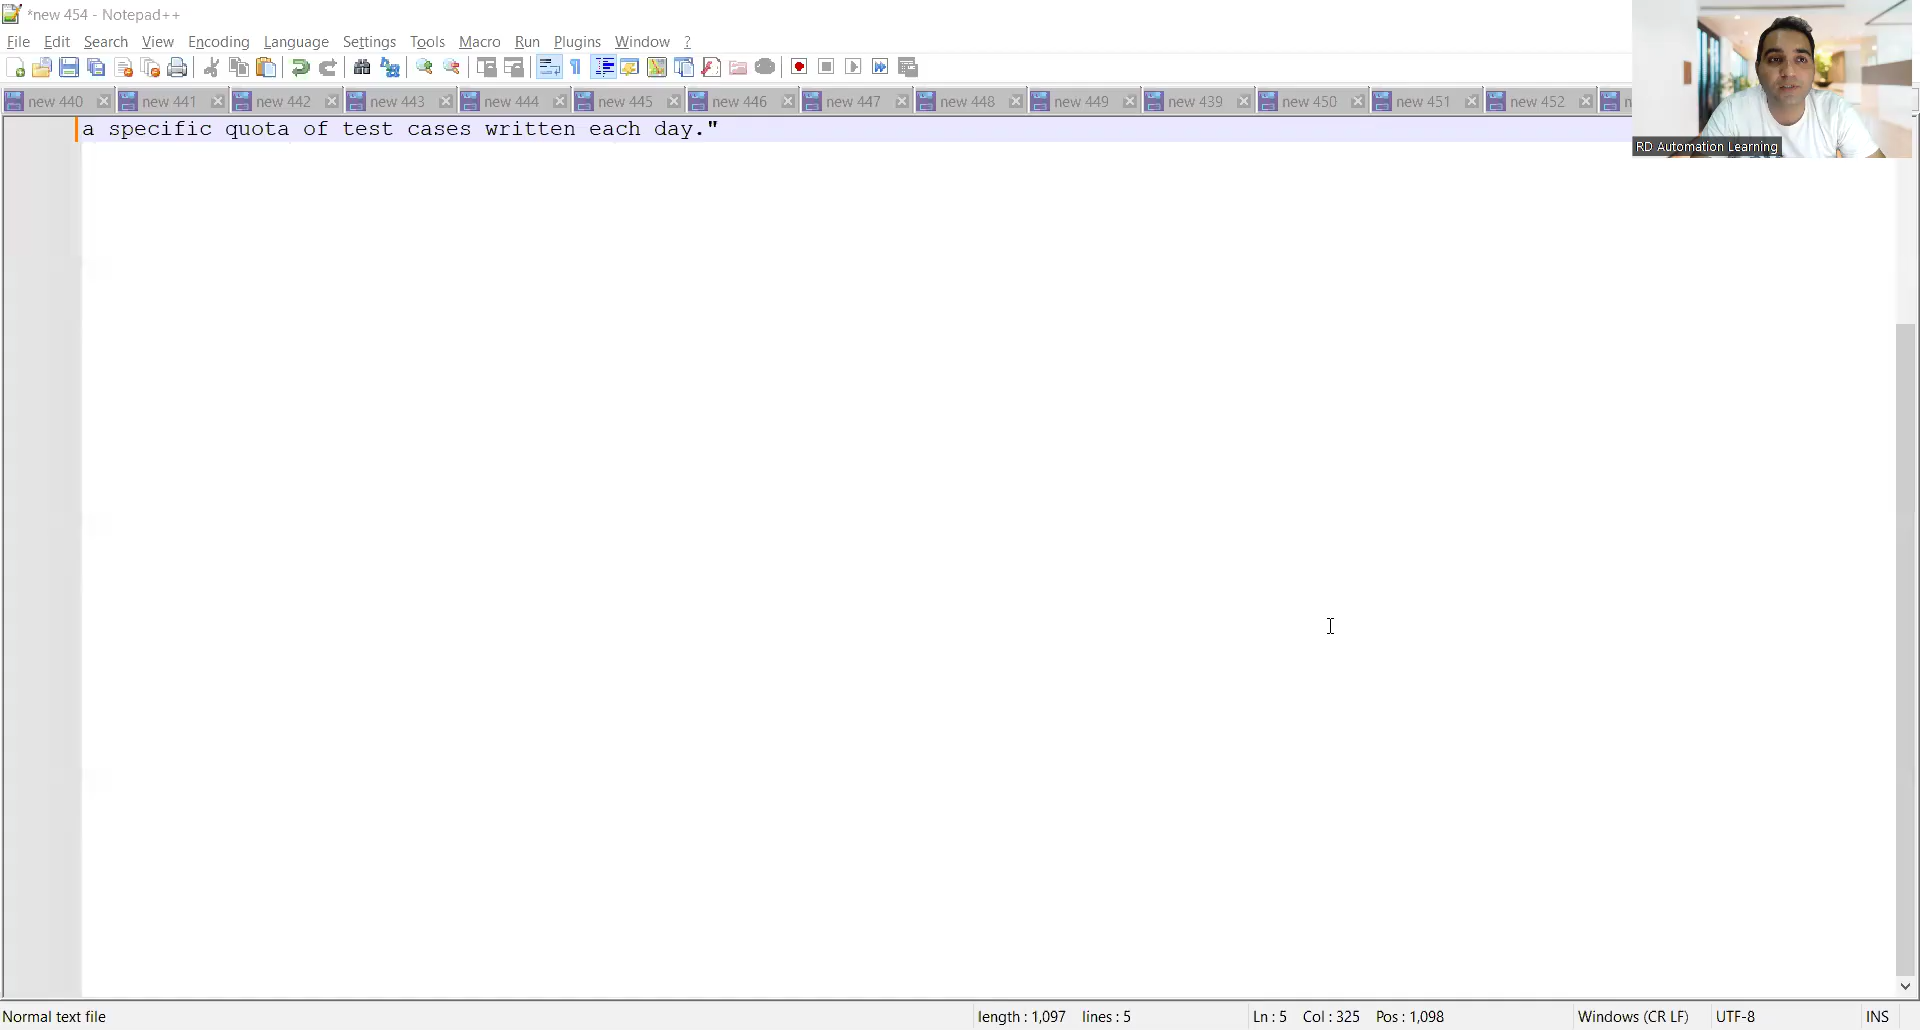 *new 454 - Notepad++
File Edit Search View Encoding Language Settings Tools Macro Run Plugins Window ?
new 440 new 441 new 442 new 443 new 444 new 445 new 446 new 447 new 448 new 449 new 439 new 450 new 451 new 452
a specific quota of test cases written each day."
RD Automation Learning
Normal text file length : 1,097 lines : 5 Ln : 5 Col : 325 Pos : 1,098 Windows (CR LF) UTF-8 INS